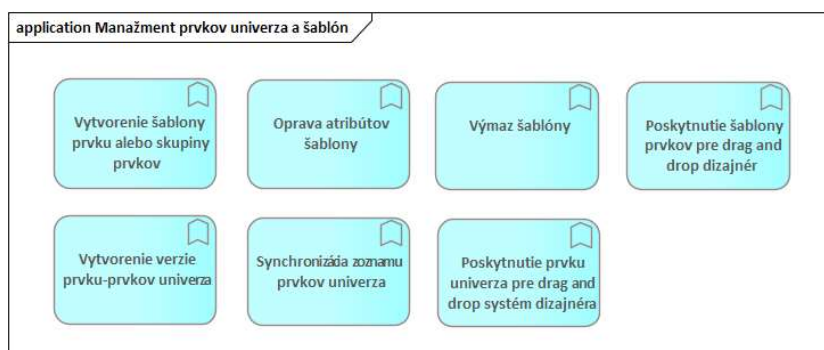 application Manažment prvkov univerza a šablón
Vytvorenie šablony
prvku alebo skupiny
prvkov
Oprava atribútov
šablony
Výmaz šablóny
Poskytnutie šablony
prvkov pre drag and
drop dizajnér
Vytvorenie verzie
prvku-prvkov univerza
Synchronizácia zoznamu
prvkov univerza
Poskytnutie prvku
univerza pre drag and
drop systém dizajnéra